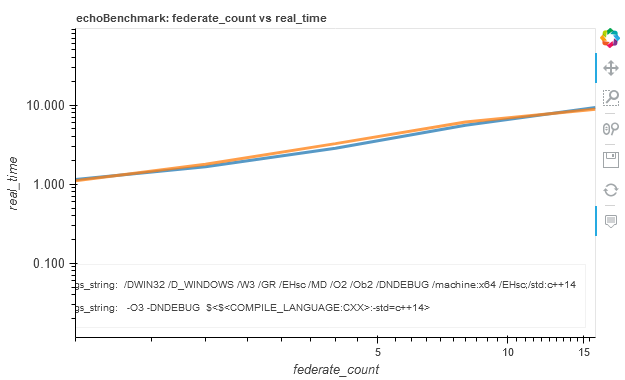 echoBenchmark: federate_count vs real_time
10.000
1.000
0.100
real_time
gs_string: /DWIN32 /D_WINDOWS /W3 /GR /EHsc /MD /O2 /Ob2 /DNDEBUG /machine:x64 /EHsc;/std:c++14
gs_string: -O3 -DNDEBUG $<$<COMPILE_LANGUAGE:CXX>:-std=c++14>
5 10 15
federate_count